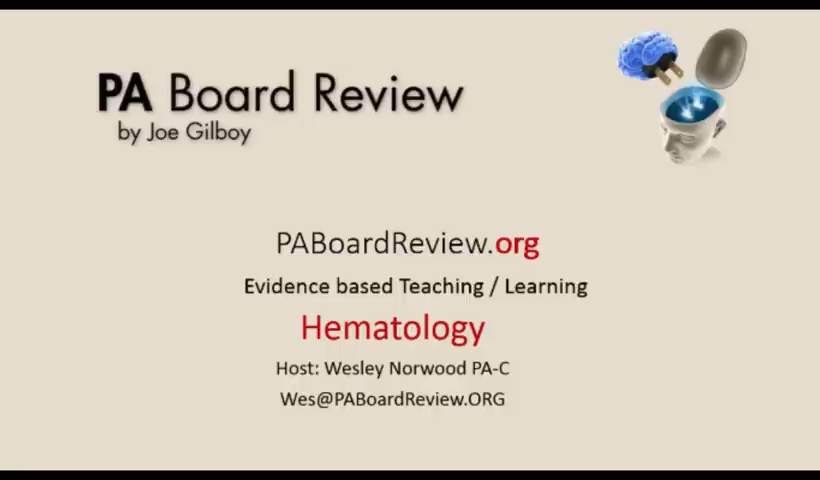 PA Board Review
by Joe Gilboy
PABoardReview.org
Evidence based Teaching / Learning
Hematology
Host: Wesley Norwood PA-C
Wes@PABoardReview.ORG